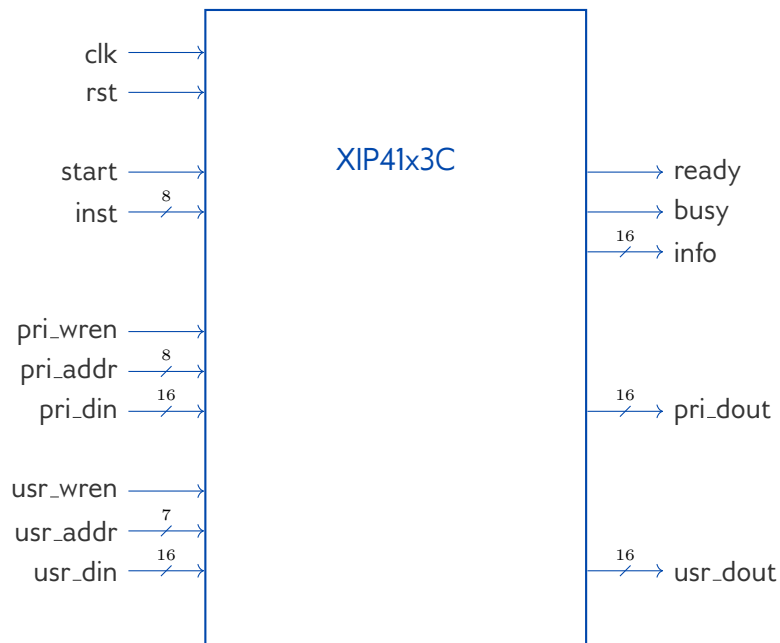 clk
rst
XIP41x3C
start
ready
inst
8
busy
16
info
pri_wren
pri_addr
8
pri_din
16
16
pri_dout
usr_wren
usr_addr
7
usr_din
16
16
usr_dout